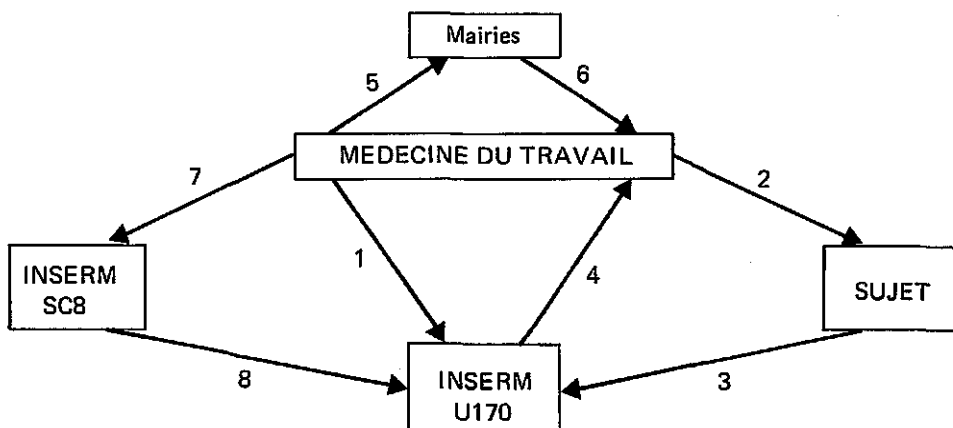 Mairies
5
6
MEDECINE DU TRAVAIL
7
2
1
4
INSERM
SC8
SUJET
8
3
INSERM
U170